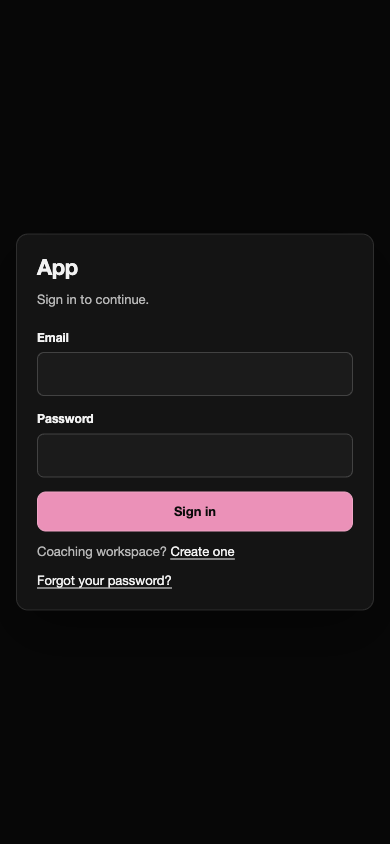 App
Sign in to continue.
Email
Password
Sign in
Coaching workspace? Create one
Forgot your password?